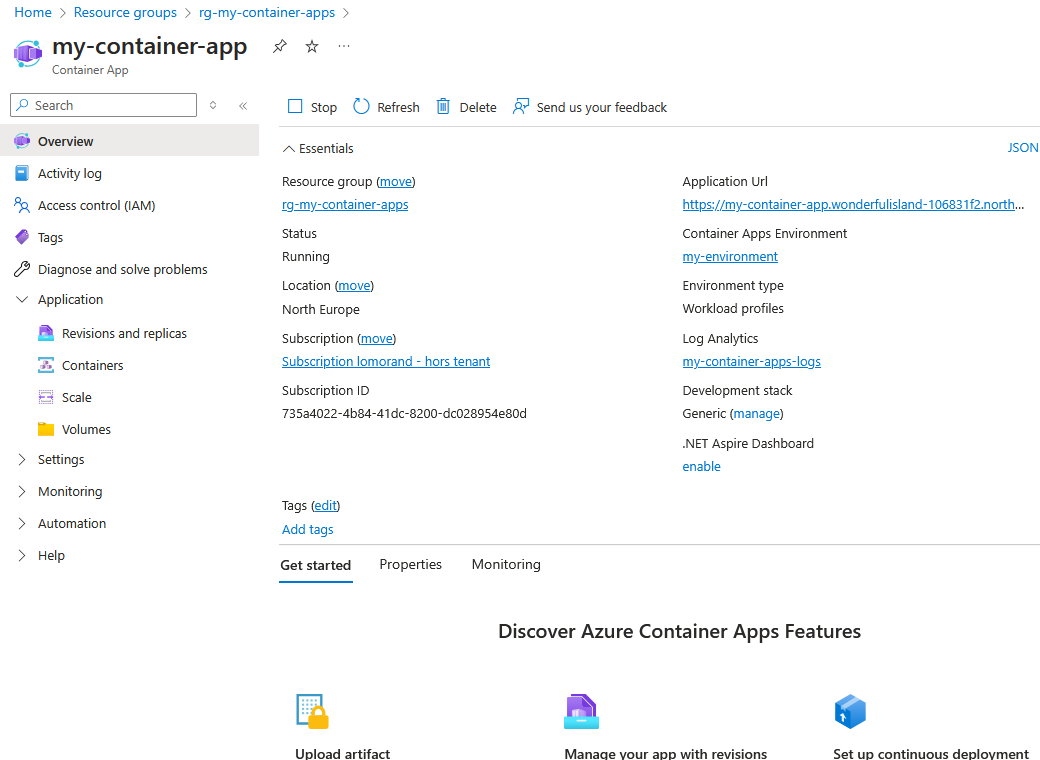 Home > Resource groups > rg-my-container-apps >
my-container-app
Container App
Search
Stop Refresh Delete Send us your feedback
Overview
Activity log
Access control (IAM)
Tags
Diagnose and solve problems
Application
Revisions and replicas
Containers
Scale
Volumes
Settings
Monitoring
Automation
Help
Essentials
JSON
Resource group (move)
rg-my-container-apps
Status
Running
Location (move)
North Europe
Subscription (move)
Subscription lomorand - hors tenant
Subscription ID
735a4022-4b84-41dc-8200-dc028954e80d
Application Url
https://my-container-app.wonderfulisland-106831f2.north...
Container Apps Environment
my-environment
Environment type
Workload profiles
Log Analytics
my-container-apps-logs
Development stack
Generic (manage)
.NET Aspire Dashboard
enable
Tags (edit)
Add tags
Get started Properties Monitoring
Discover Azure Container Apps Features
Upload artifact
Manage your app with revisions
Set up continuous deployment